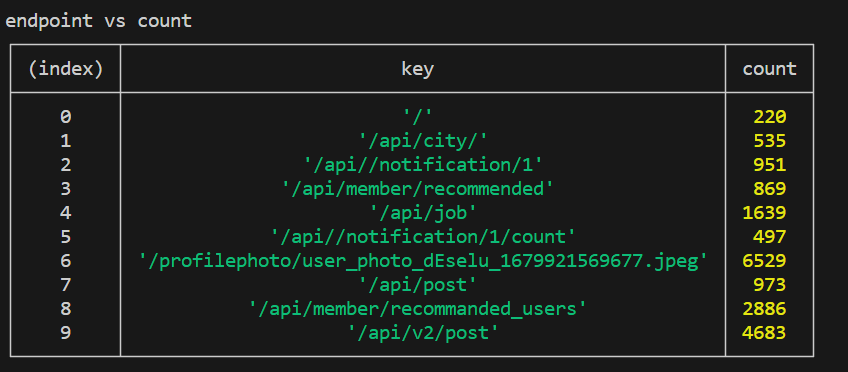 endpoint vs count
(index) key count
0 '/' 220
1 '/api/city/' 535
2 '/api//notification/1' 951
3 '/api/member/recommended' 869
4 '/api/job' 1639
5 '/api//notification/1/count' 497
6 '/profilephoto/user_photo_dEselu_1679921569677.jpeg' 6529
7 '/api/post' 973
8 '/api/member/recommanded_users' 2886
9 '/api/v2/post' 4683